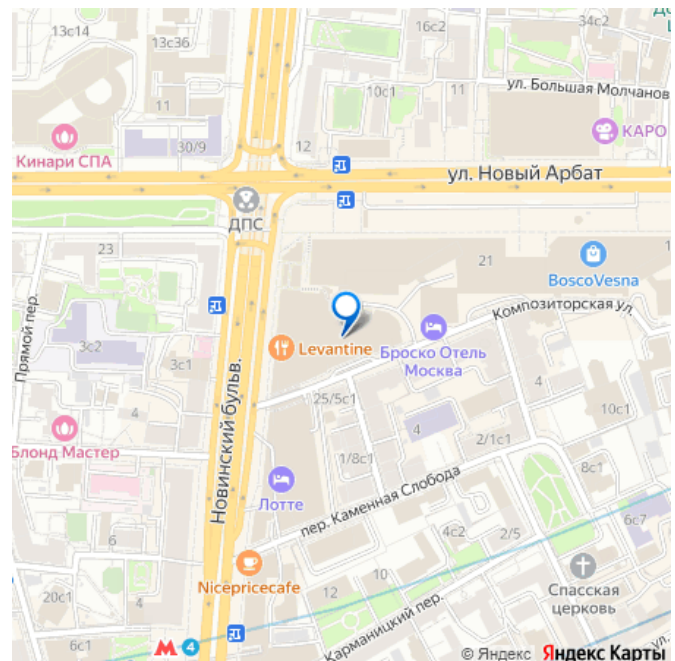 13с14
13с36
16с2
34с2
11
10с1
11
ул. Большая Молчанов
КАРО
Кинари СПА
30/9
12
ул. Новый Арбат
ДПС
23
21
BoscoVesna
Прямой пер.
Композиторская ул.
3с2
Levantine
Броско Отель
Москва
3с1
4
25/5с1
10с1
4
2/1с1
Блонд Мастер
Новинский бульв.
1/8с1
8с1
Лотте
пер. Каменная Слобода
6
4с2
2/5
6с7
Nicepricecafe
10
12
Спасская
церковь
20с1
4
Карманицкий пер.
6с1
4
ул.
© Яндекс Яндекс Карты